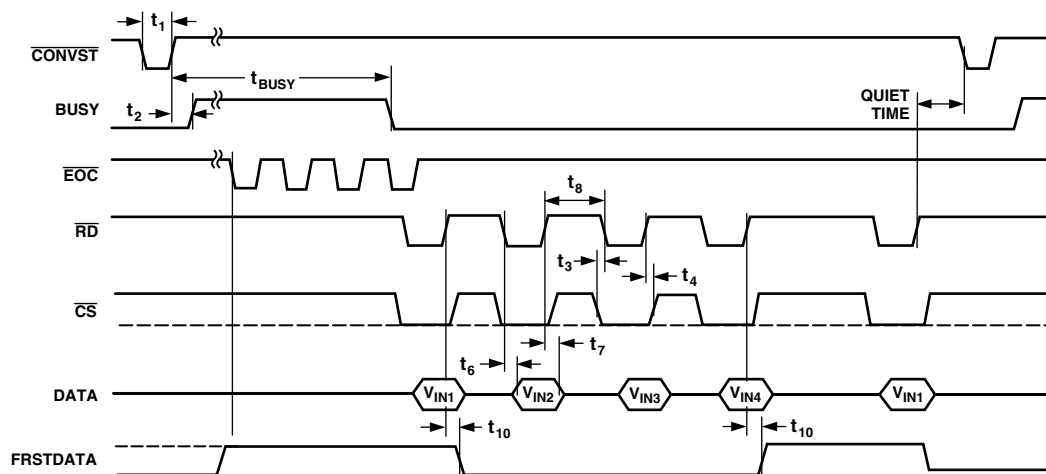 t1
CONVST
tBUSY
BUSY
t2
QUIET
TIME
EOC
t8
RD
t3
t4
CS
t7
t6
DATA
VIN1
VIN2
VIN3
VIN4
VIN1
t10
t10
FRSTDATA